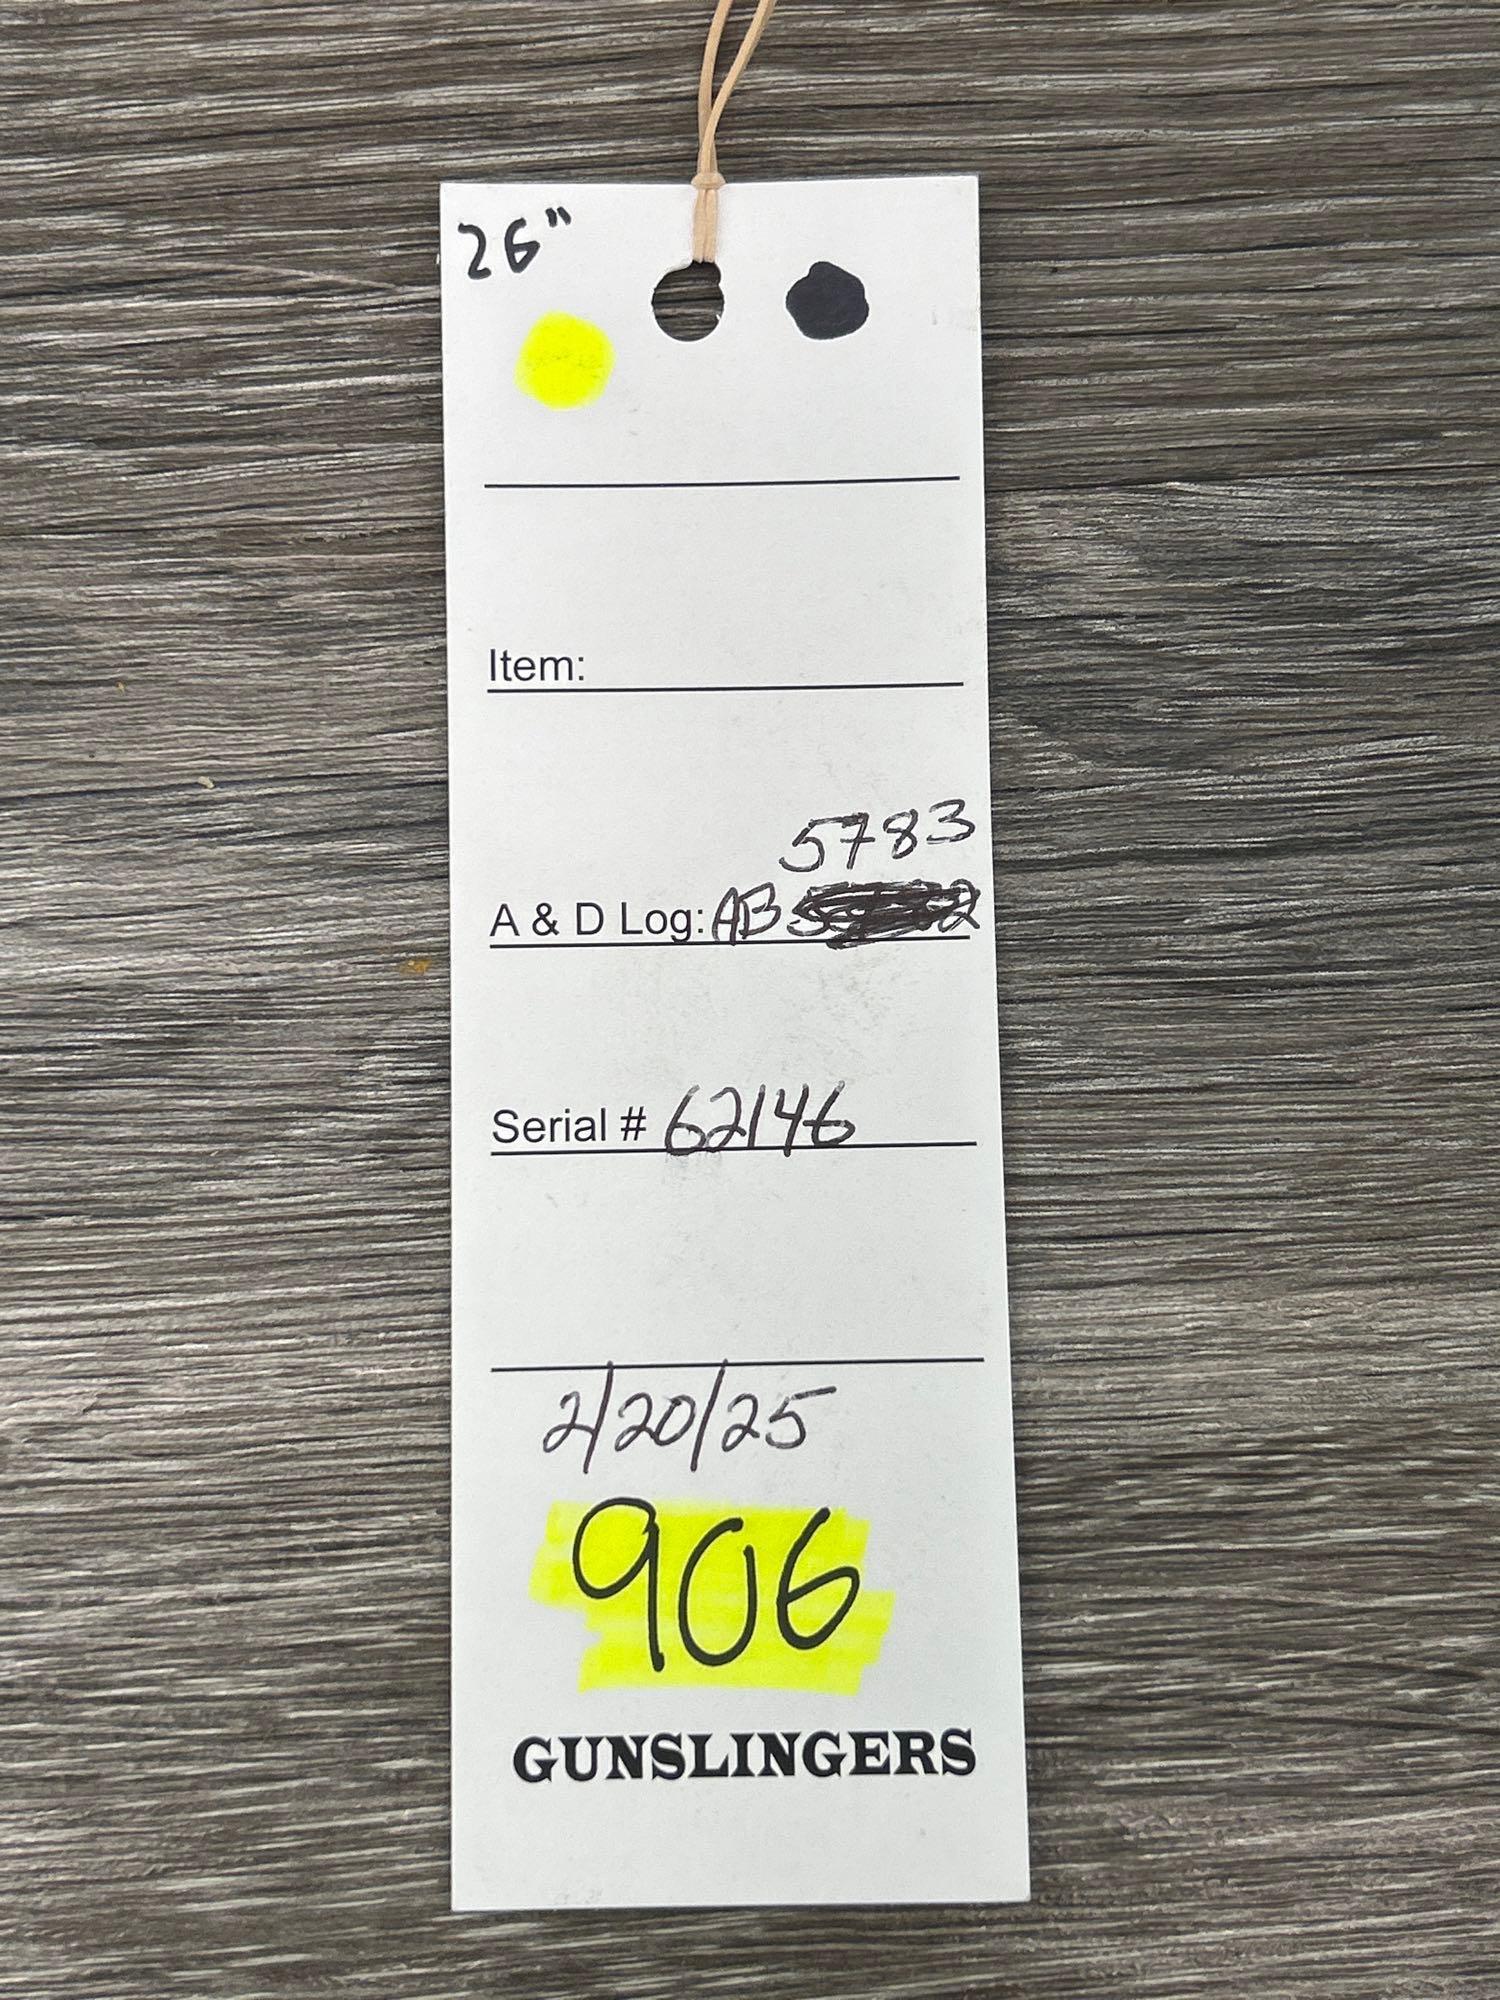 26"
Item:
5783
A & D Log: AB
Serial # 62146
2/20/25
906
GUNSLINGERS